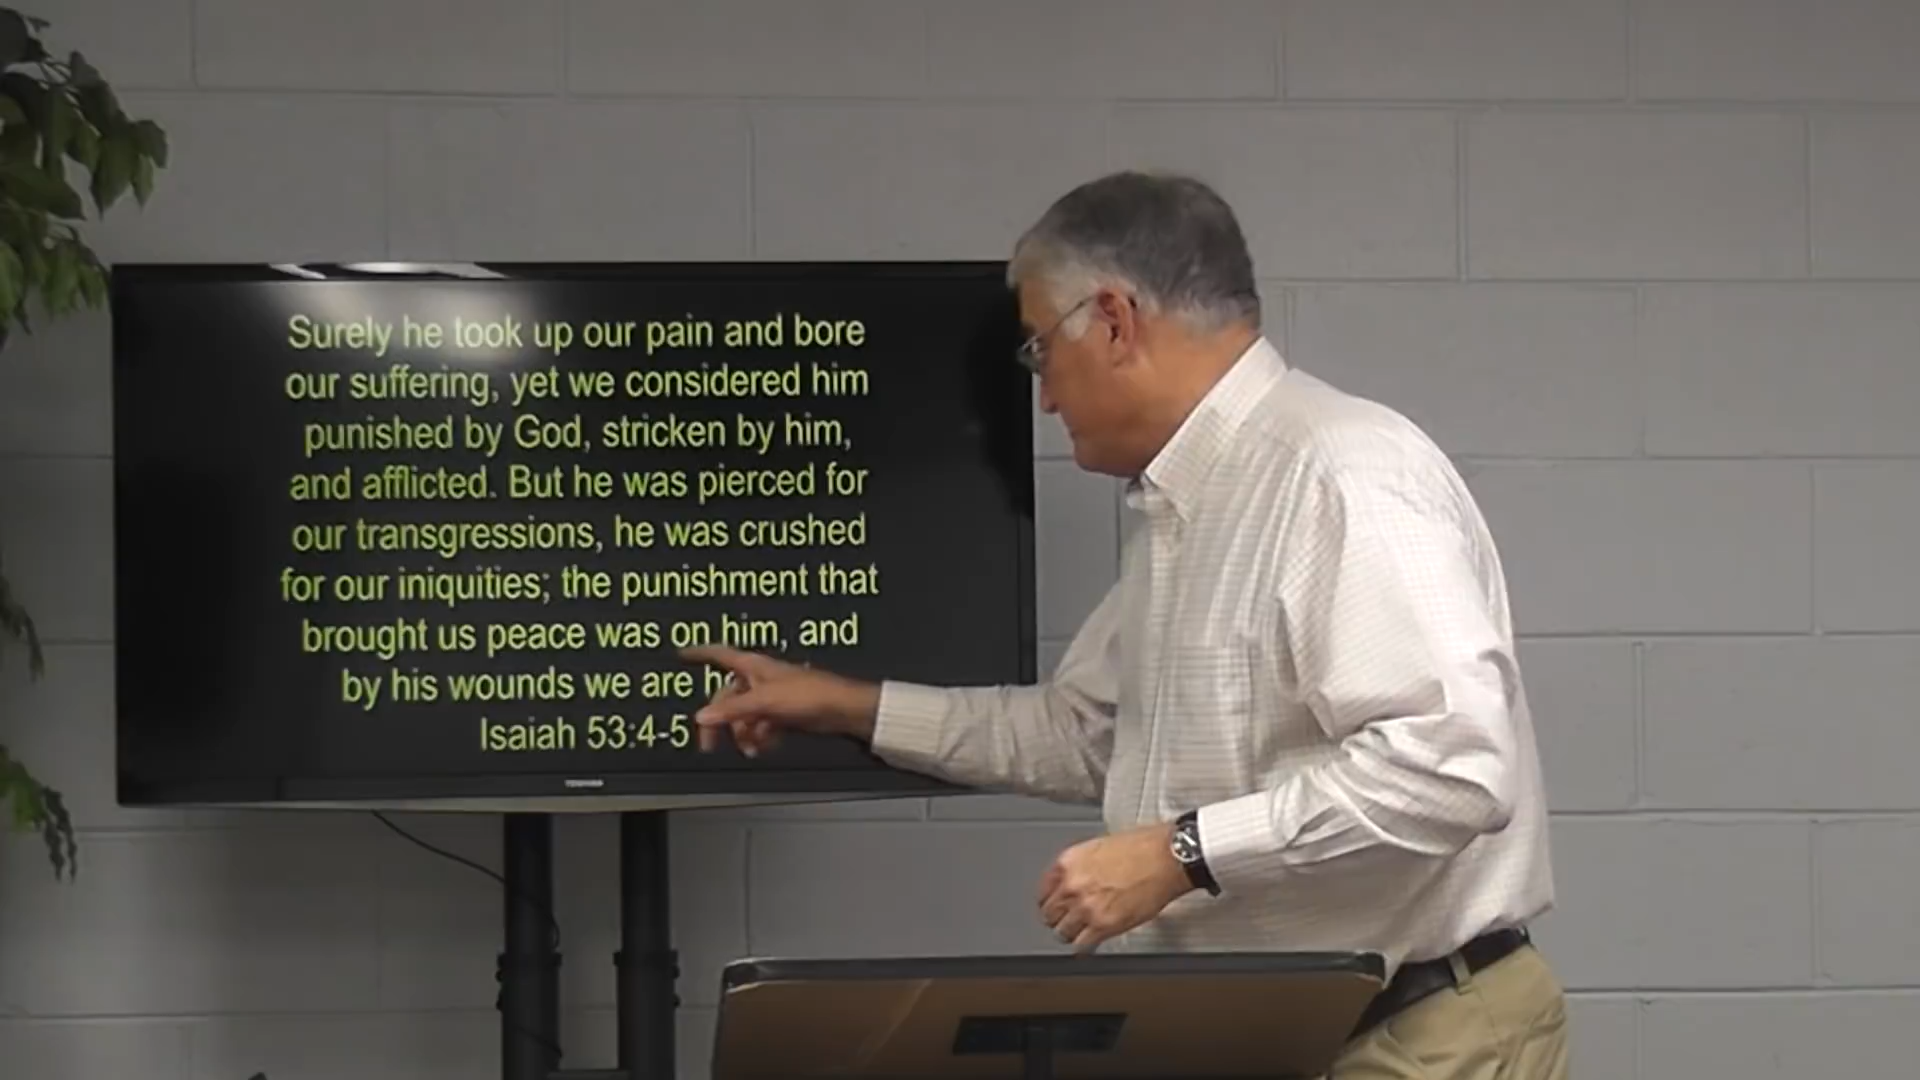 Surely he took up our pain and bore
our suffering, yet we considered him
punished by God, stricken by him,
and afflicted. But he was pierced for
our transgressions, he was crushed
for our iniquities; the punishment that
brought us peace was on him, and
by his wounds we are
Isaiah 53:4-5
TOSHIBA